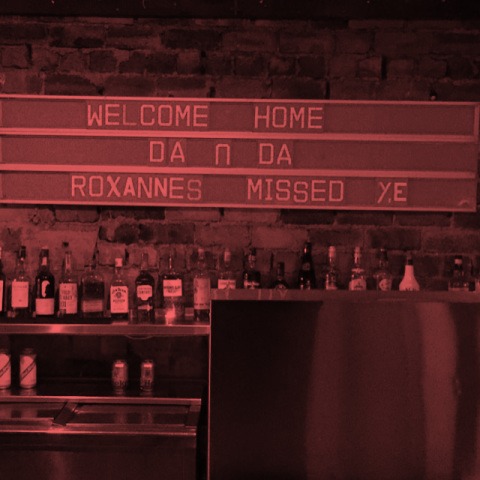 WELCOME HOME
DA n DA
ROXANNES MISSED YE